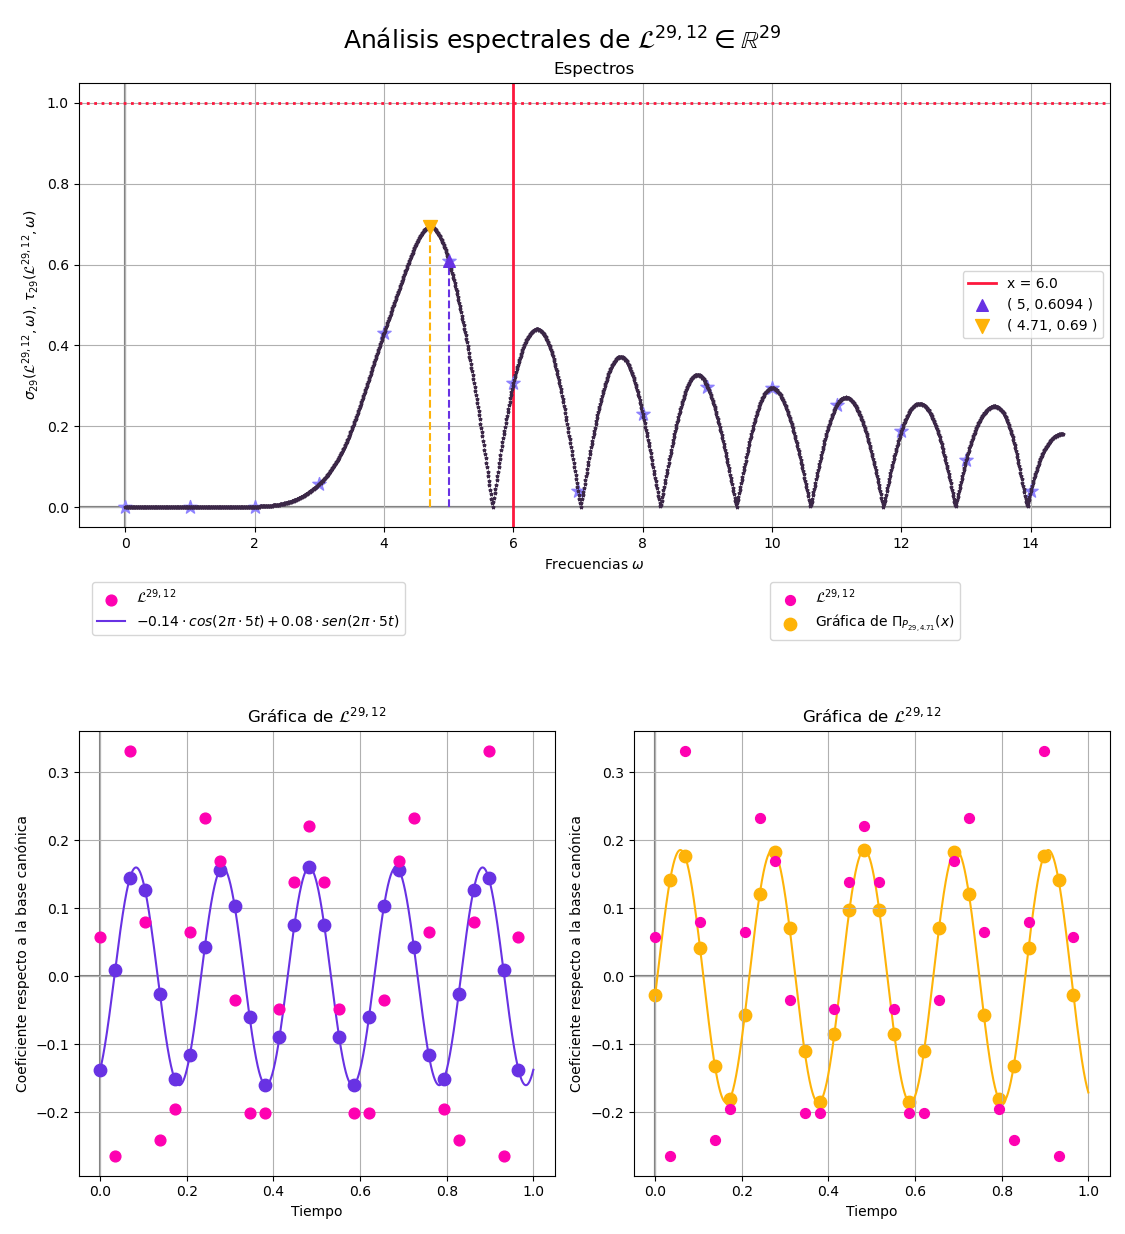 Análisis espectrales de $\mathcal{L}^{29,12} \in \mathbb{R}^{29}$
Espectros
1.0
0.8
0.6
0.4
0.2
0.0
$\sigma_{29}(\mathcal{L}^{29,12}, \omega), \tau_{29}(\mathcal{L}^{29,12}, \omega)$
x = 6.0
( 5, 0.6094 )
( 4.71, 0.69 )
0 2 4 6 8 10 12 14
Frecuencias ω
$\mathcal{L}^{29,12}$
$-0.14 \cdot cos(2\pi \cdot 5t) + 0.08 \cdot sen(2\pi \cdot 5t)$
$\mathcal{L}^{29,12}$
Gráfica de $\Pi_{P_{29,4.71}}(x)$
Gráfica de $\mathcal{L}^{29,12}$
0.3
0.2
0.1
0.0
−0.1
−0.2
Coeficiente respecto a la base canónica
0.0 0.2 0.4 0.6 0.8 1.0
Tiempo
Gráfica de $\mathcal{L}^{29,12}$
0.3
0.2
0.1
0.0
−0.1
−0.2
Coeficiente respecto a la base canónica
0.0 0.2 0.4 0.6 0.8 1.0
Tiempo